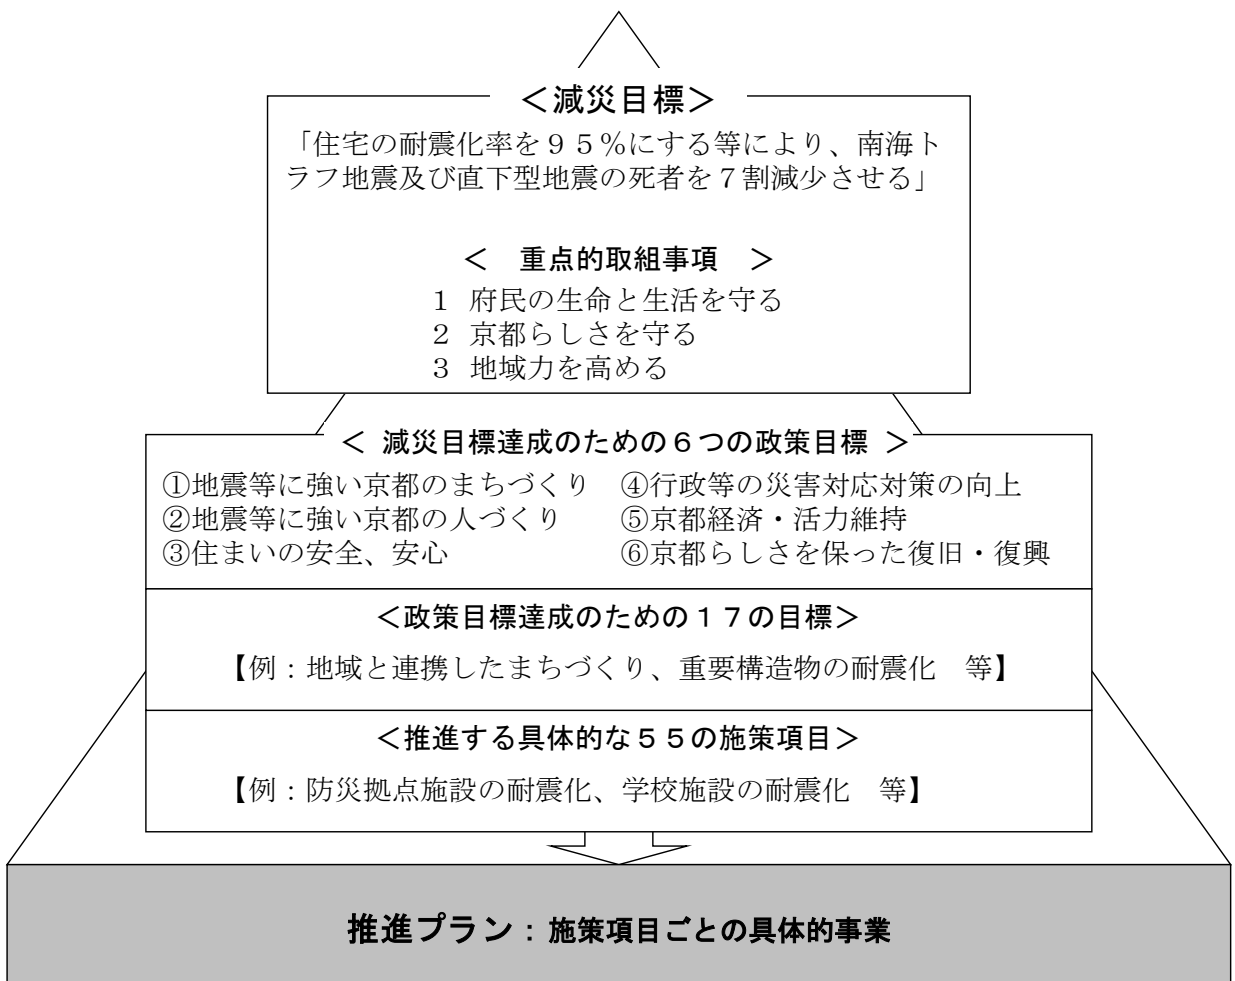 ＜減災目標＞
「住宅の耐震化率を９５％にする等により、南海ト
ラフ地震及び直下型地震の死者を７割減少させる」
＜　重点的取組事項　＞
１ 府民の生命と生活を守る
２ 京都らしさを守る
３ 地域力を高める
＜ 減災目標達成のための６つの政策目標 ＞
①地震等に強い京都のまちづくり　④行政等の災害対応対策の向上
②地震等に強い京都の人づくり　⑤京都経済・活力維持
③住まいの安全、安心　⑥京都らしさを保った復旧・復興
＜政策目標達成のための１７の目標＞
【例：地域と連携したまちづくり、重要構造物の耐震化　等】
＜推進する具体的な５５の施策項目＞
【例：防災拠点施設の耐震化、学校施設の耐震化　等】
推進プラン：施策項目ごとの具体的事業